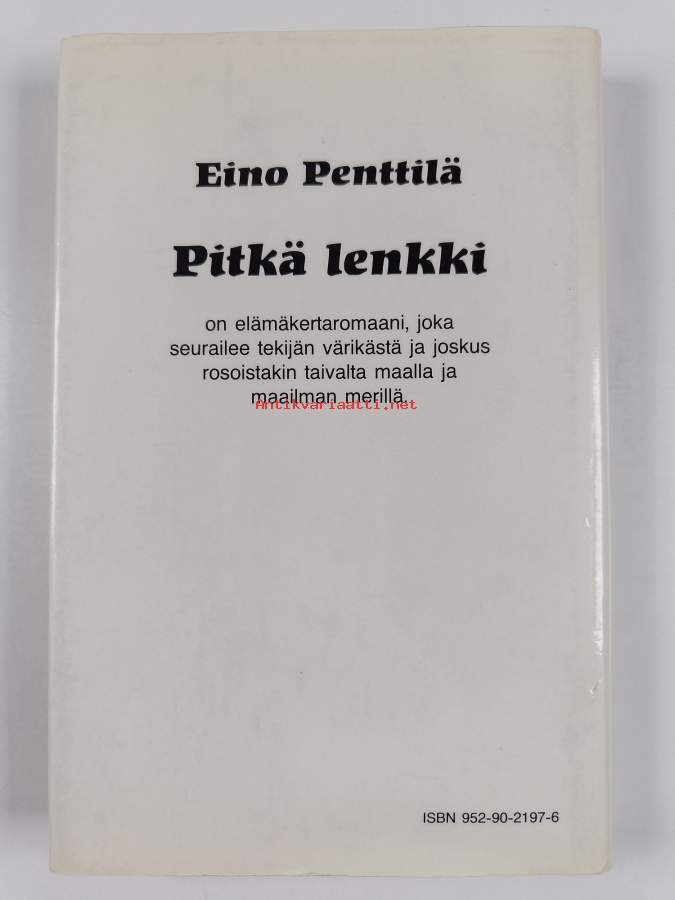 Eino Penttilä
Pitkä lenkki
on elämäkertaromaani, joka
seurailee tekijän värikästä ja joskus
rosoistakin taivalta maalla ja
maailman merillä.
Antikvariaatti.net
ISBN 952-90-2197-6